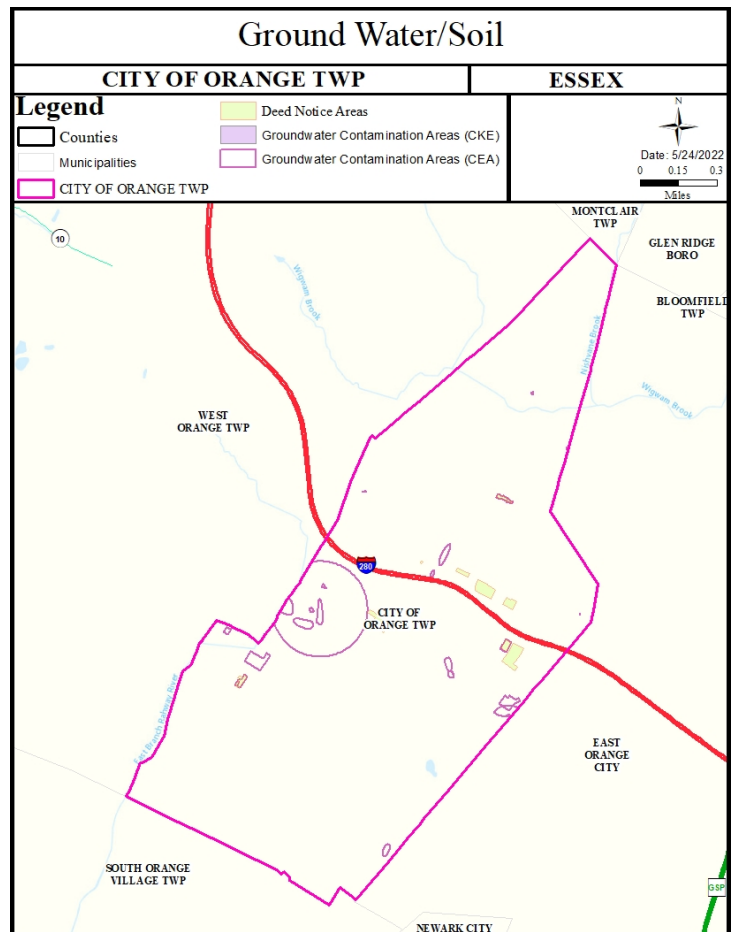 Ground Water/Soil
CITY OF ORANGE TWP
ESSEX
Legend
Counties
Municipalities
CITY OF ORANGE TWP
Deed Notice Areas
Groundwater Contamination Areas (CKE)
Groundwater Contamination Areas (CEA)
N
Date: 5/24/2022
0 0.15 0.3
Miles
MONTCLAIR
TWP
GLEN RIDGE
BORO
BLOOMFIELD
TWP
10
Wigwam
Brook
Nishuane Brook
Wigwam Brook
WEST
ORANGE TWP
280
CITY OF
ORANGE TWP
East Branch Rahway River
EAST
ORANGE
CITY
SOUTH ORANGE
VILLAGE TWP
GSP
NEWARK CITY